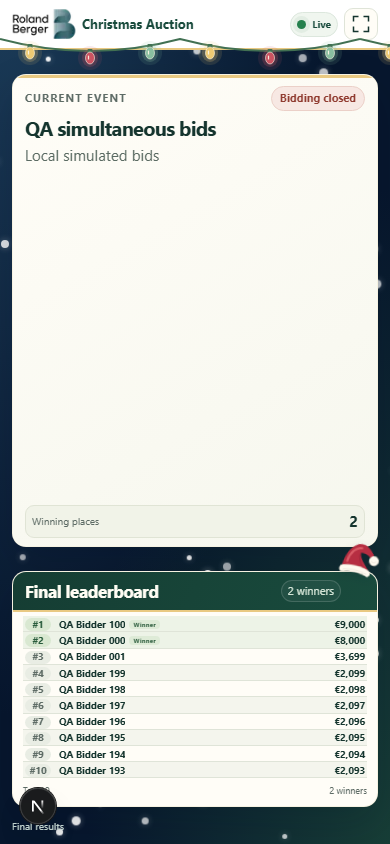 Roland
Berger
Christmas Auction
Live
CURRENT EVENT
Bidding closed
QA simultaneous bids
Local simulated bids
Winning places
2
Final leaderboard
2 winners
#1 QA Bidder 100 Winner €9,000
#2 QA Bidder 000 Winner €8,000
#3 QA Bidder 001 €3,699
#4 QA Bidder 199 €2,099
#5 QA Bidder 198 €2,098
#6 QA Bidder 197 €2,097
#7 QA Bidder 196 €2,096
#8 QA Bidder 195 €2,095
#9 QA Bidder 194 €2,094
#10 QA Bidder 193 €2,093
N
2 winners
Final results